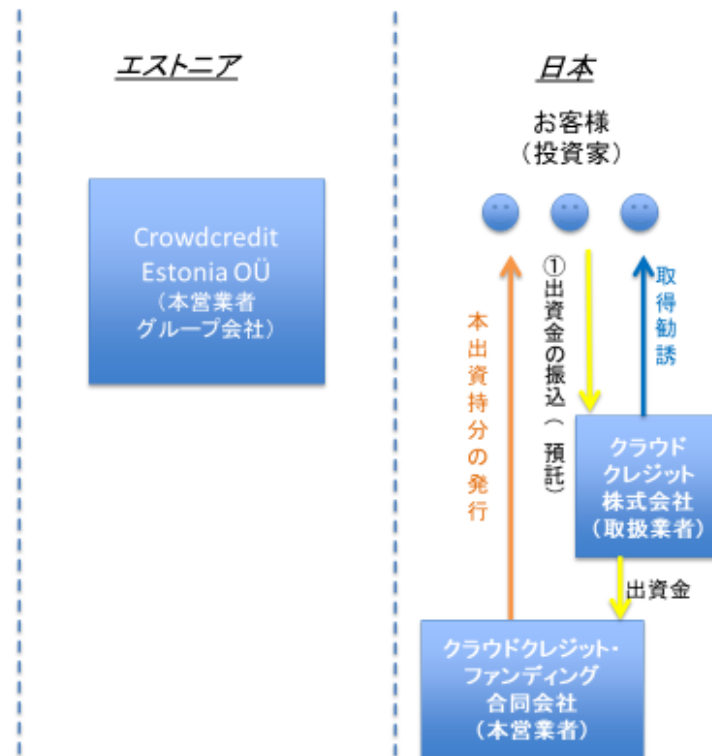 エストニア
Crowdcredit
Estonia OÜ
（本営業者
グループ会社）
日本
お客様
（投資家）
本出資持分の発行
①出資金の振込（預託）
取得勧誘
クラウド
クレジット
株式会社
（取扱業者）
出資金
クラウドクレジット・
ファンディング
合同会社
（本営業者）